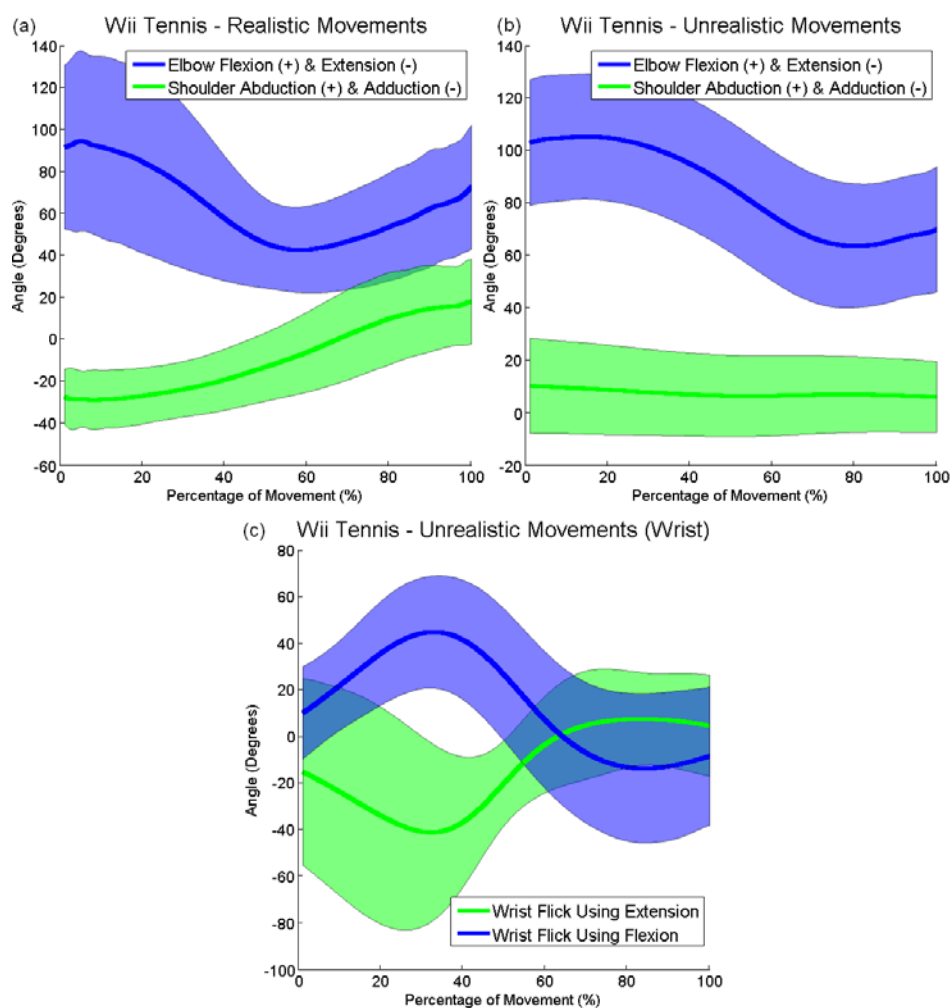 (a) Wii Tennis - Realistic Movements
140
120
100
80
60
40
20
0
-20
-40
-60
Angle (Degrees)
Elbow Flexion (+) & Extension (-)
Shoulder Abduction (+) & Adduction (-)
0 20 40 60 80 100
Percentage of Movement (%)
(b) Wii Tennis - Unrealistic Movements
140
120
100
80
60
40
20
0
-20
Angle (Degrees)
Elbow Flexion (+) & Extension (-)
Shoulder Abduction (+) & Adduction (-)
0 20 40 60 80 100
Percentage of Movement (%)
(c) Wii Tennis - Unrealistic Movements (Wrist)
80
60
40
20
0
-20
-40
-60
-80
-100
Angle (Degrees)
Wrist Flick Using Extension
Wrist Flick Using Flexion
0 20 40 60 80 100
Percentage of Movement (%)